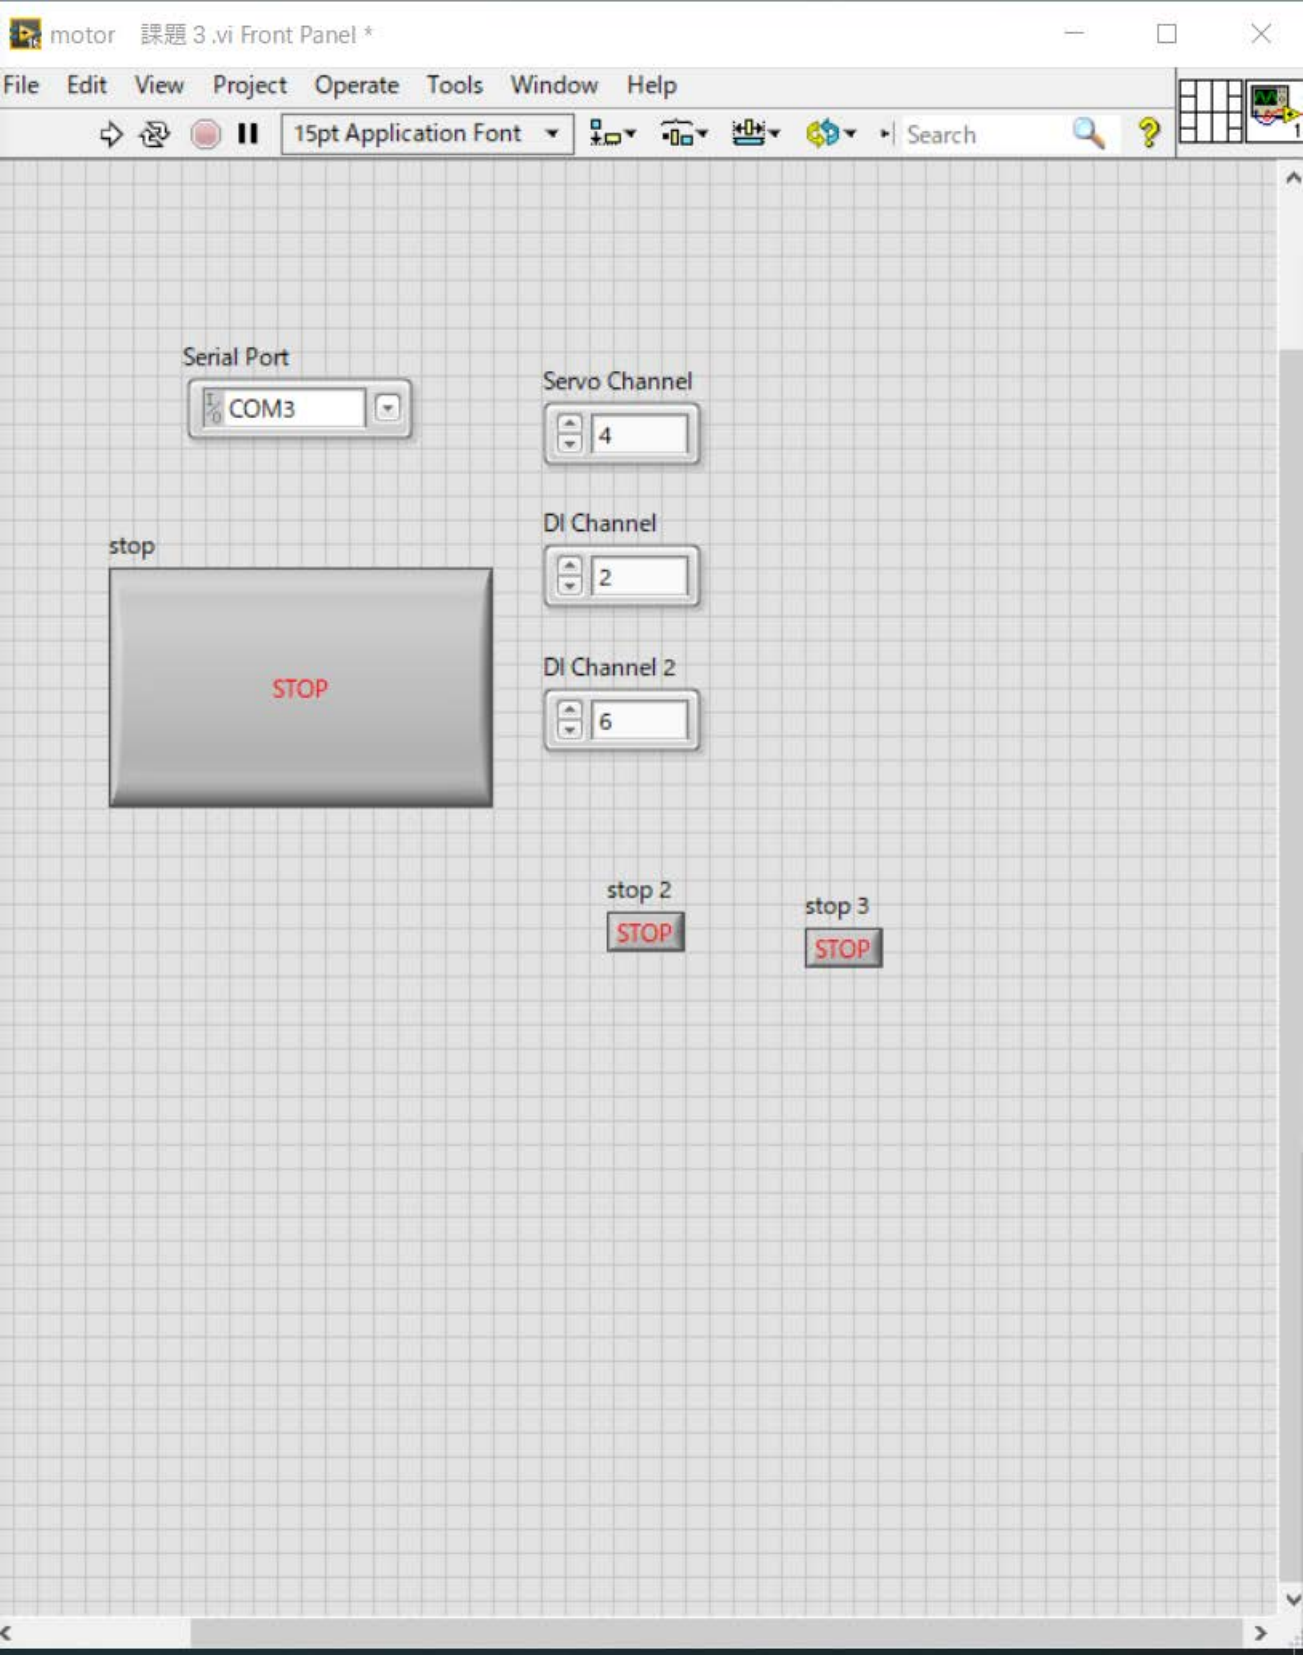 motor 課題 3 .vi Front Panel *
File Edit View Project Operate Tools Window Help
15pt Application Font
Search
?
1
Serial Port
COM3
Servo Channel
4
DI Channel
2
stop
STOP
DI Channel 2
6
stop 2
STOP
stop 3
STOP